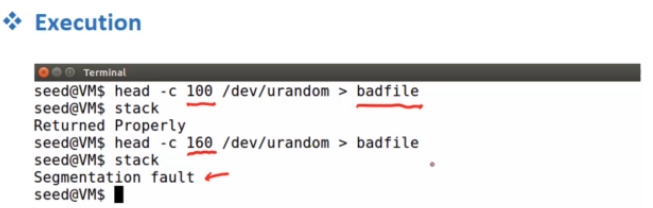 ❖ Execution
Terminal
seed@VM$ head -c 100 /dev/urandom > badfile
seed@VM$ stack
Returned Properly
seed@VM$ head -c 160 /dev/urandom > badfile
seed@VM$ stack
Segmentation fault
seed@VM$